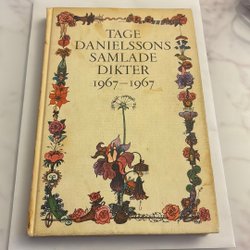 TAGE
DANIELSSONS
SAMLADE
DIKTER
1967–1967